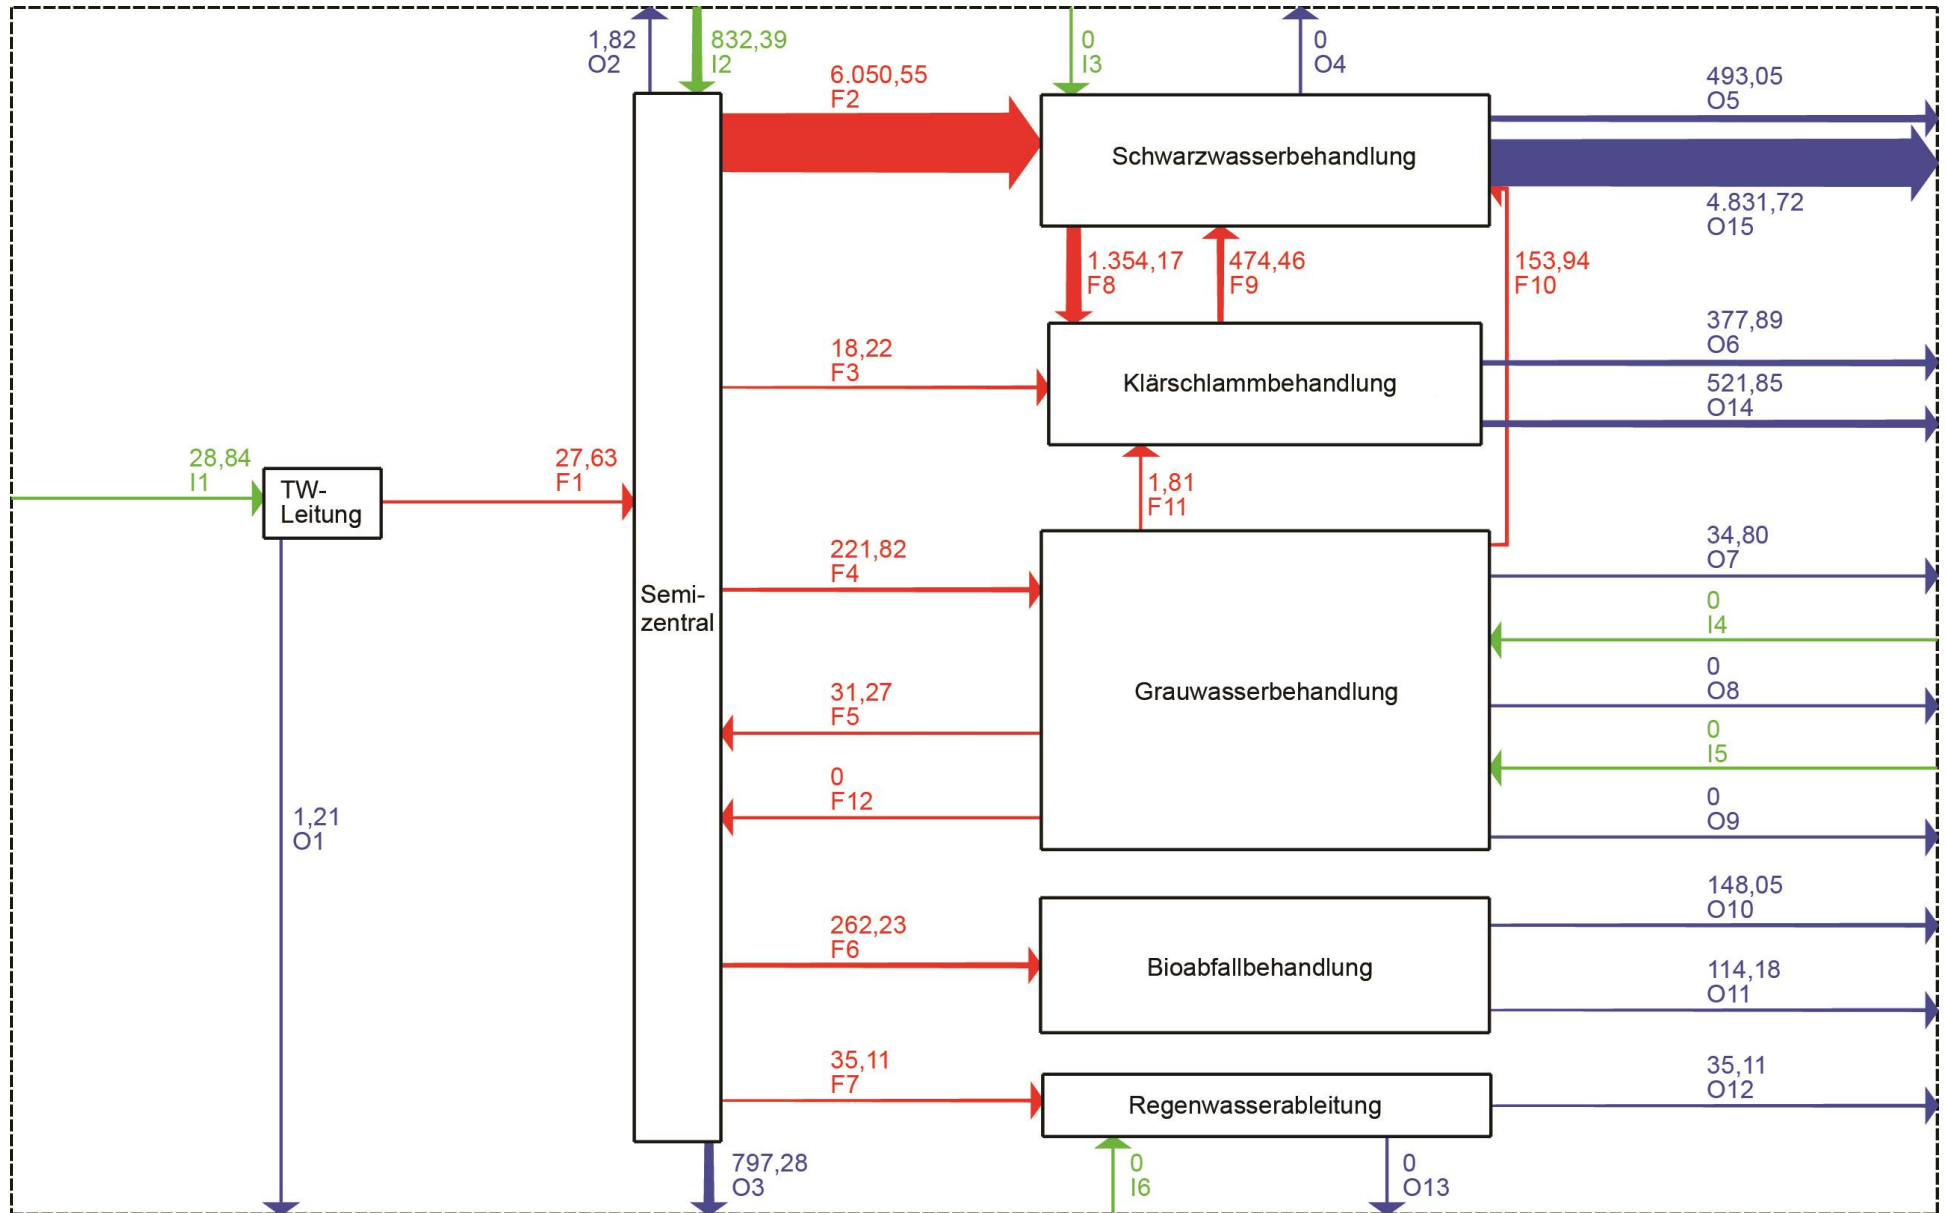 1,82
O2
832,39
I2
0
I3
0
O4
6.050,55
F2
493,05
O5
Schwarzwasserbehandlung
4.831,72
O15
1.354,17
F8
474,46
F9
153,94
F10
377,89
O6
18,22
F3
Klärschlammbehandlung
521,85
O14
28,84
I1
TW-
Leitung
27,63
F1
1,81
F11
221,82
F4
34,80
O7
Semi-
zentral
0
I4
31,27
F5
Grauwasserbehandlung
0
O8
0
I5
0
F12
0
O9
1,21
O1
148,05
O10
262,23
F6
Bioabfallbehandlung
114,18
O11
35,11
F7
Regenwasserableitung
35,11
O12
797,28
O3
0
I6
0
O13